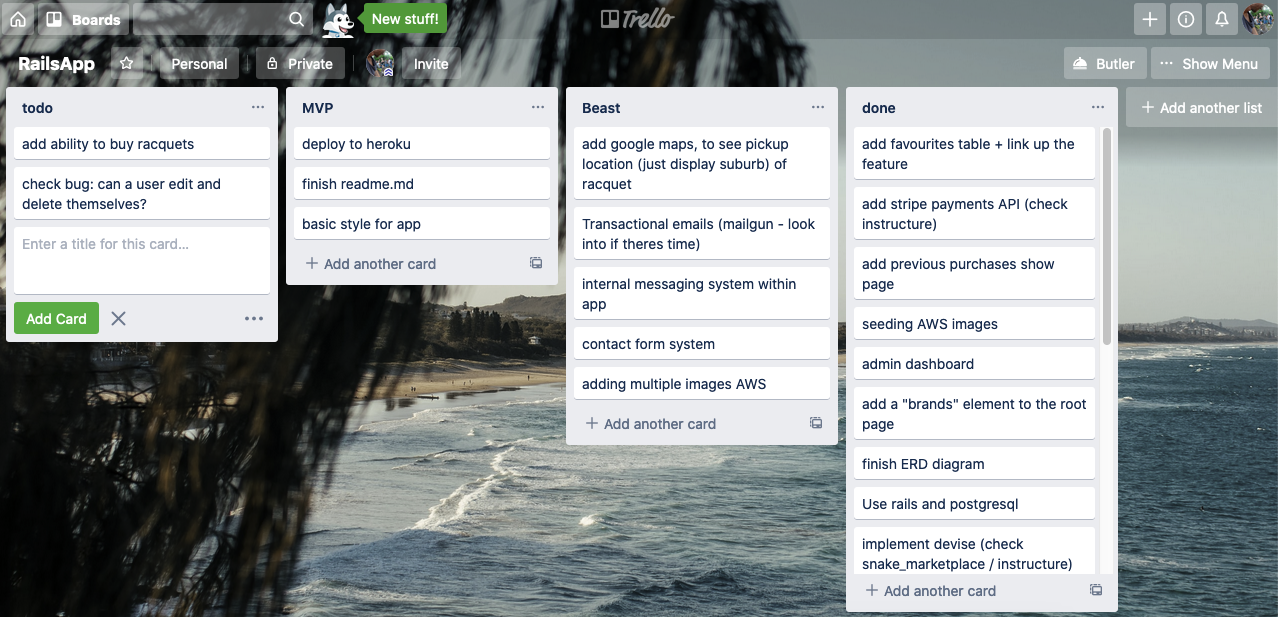 Boards
New stuff!
Trello
RailsApp
Personal
Private
Invite
Butler
Show Menu
todo
add ability to buy racquets
check bug: can a user edit and
delete themselves?
Enter a title for this card...
Add Card
MVP
deploy to heroku
finish readme.md
basic style for app
Add another card
Beast
add google maps, to see pickup
location (just display suburb) of
racquet
Transactional emails (mailgun - look
into if theres time)
internal messaging system within
app
contact form system
adding multiple images AWS
Add another card
done
add favourites table + link up the
feature
add stripe payments API (check
instructure)
add previous purchases show
page
seeding AWS images
admin dashboard
add a "brands" element to the root
page
finish ERD diagram
Use rails and postgresql
implement devise (check
snake_marketplace / instructure)
Add another card
Add another list